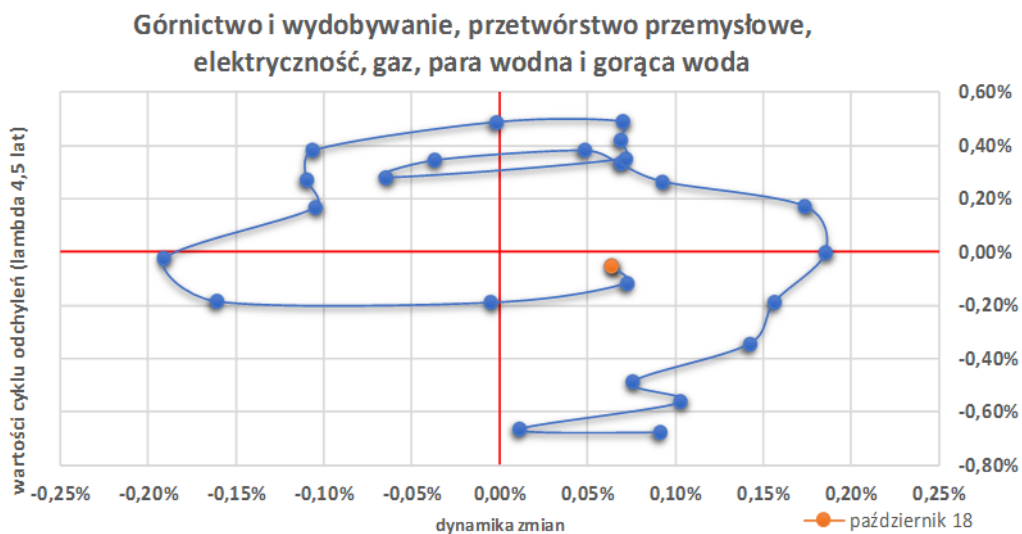 Górnictwo i wydobywanie, przetwórstwo przemysłowe,
elektryczność, gaz, para wodna i gorąca woda
wartości cyklu odchyleń (lambda 4,5 lat)
0,60%
0,40%
0,20%
0,00%
-0,20%
-0,40%
-0,60%
-0,80%
-0,25% -0,20% -0,15% -0,10% -0,05% 0,00% 0,05% 0,10% 0,15% 0,20% 0,25%
dynamika zmian
październik 18